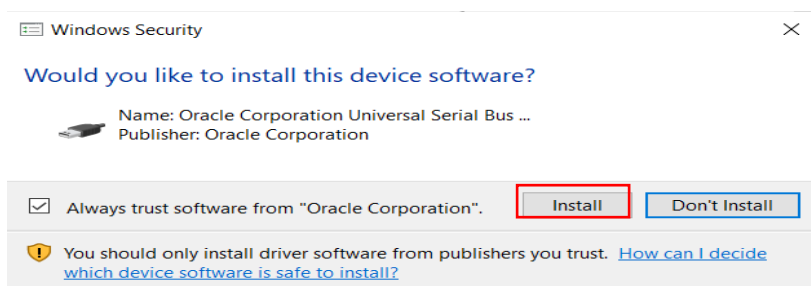 Windows Security
Would you like to install this device software?
Name: Oracle Corporation Universal Serial Bus ...
Publisher: Oracle Corporation
Always trust software from "Oracle Corporation".
Install
Don't Install
You should only install driver software from publishers you trust. How can I decide
which device software is safe to install?